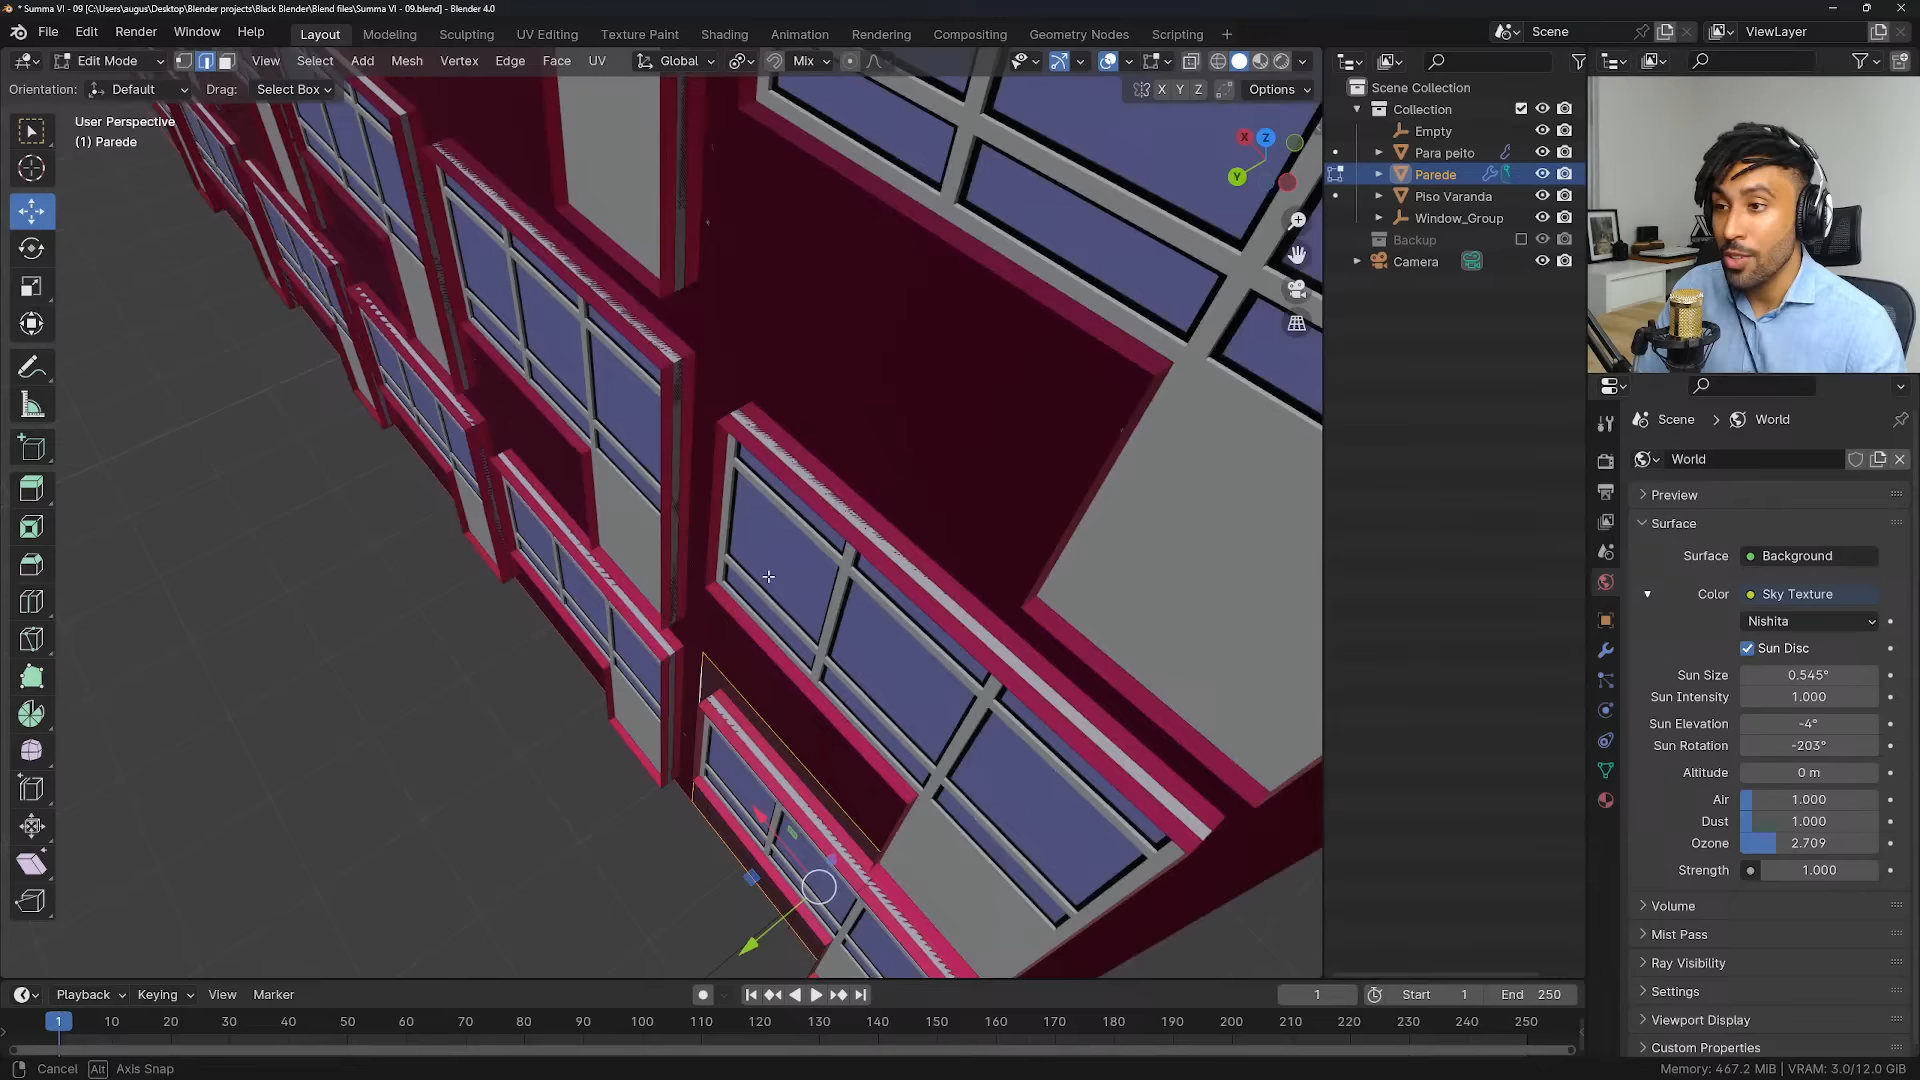 * Summa VI - 09 [C:\Users\augus\Desktop\Blender projects\Black Blender\Blend files\Summa VI - 09.blend] - Blender 4.0
File Edit Render Window Help Layout Modeling Sculpting UV Editing Texture Paint Shading Animation Rendering Compositing Geometry Nodes Scripting + Scene ViewLayer
Edit Mode View Select Add Mesh Vertex Edge Face UV Global Mix
Orientation: Default Drag: Select Box X Y Z Options
User Perspective
(1) Parede
X Z
Y
Scene Collection
Collection
Empty
Para peito
Parede
Piso Varanda
Window_Group
Backup
Camera
Scene > World
World
Preview
Surface
Surface Background
Color Sky Texture
Nishita
Sun Disc
Sun Size 0.545°
Sun Intensity 1.000
Sun Elevation -4°
Sun Rotation -203°
Altitude 0 m
Air 1.000
Dust 1.000
Ozone 2.709
Strength 1.000
Volume
Mist Pass
Ray Visibility
Settings
Viewport Display
Custom Properties
Playback Keying View Marker 1 Start 1 End 250
1 10 20 30 40 50 60 70 80 90 100 110 120 130 140 150 160 170 180 190 200 210 220 230 240 250
Cancel Alt Axis Snap Memory: 467.2 MiB | VRAM: 3.0/12.0 GiB